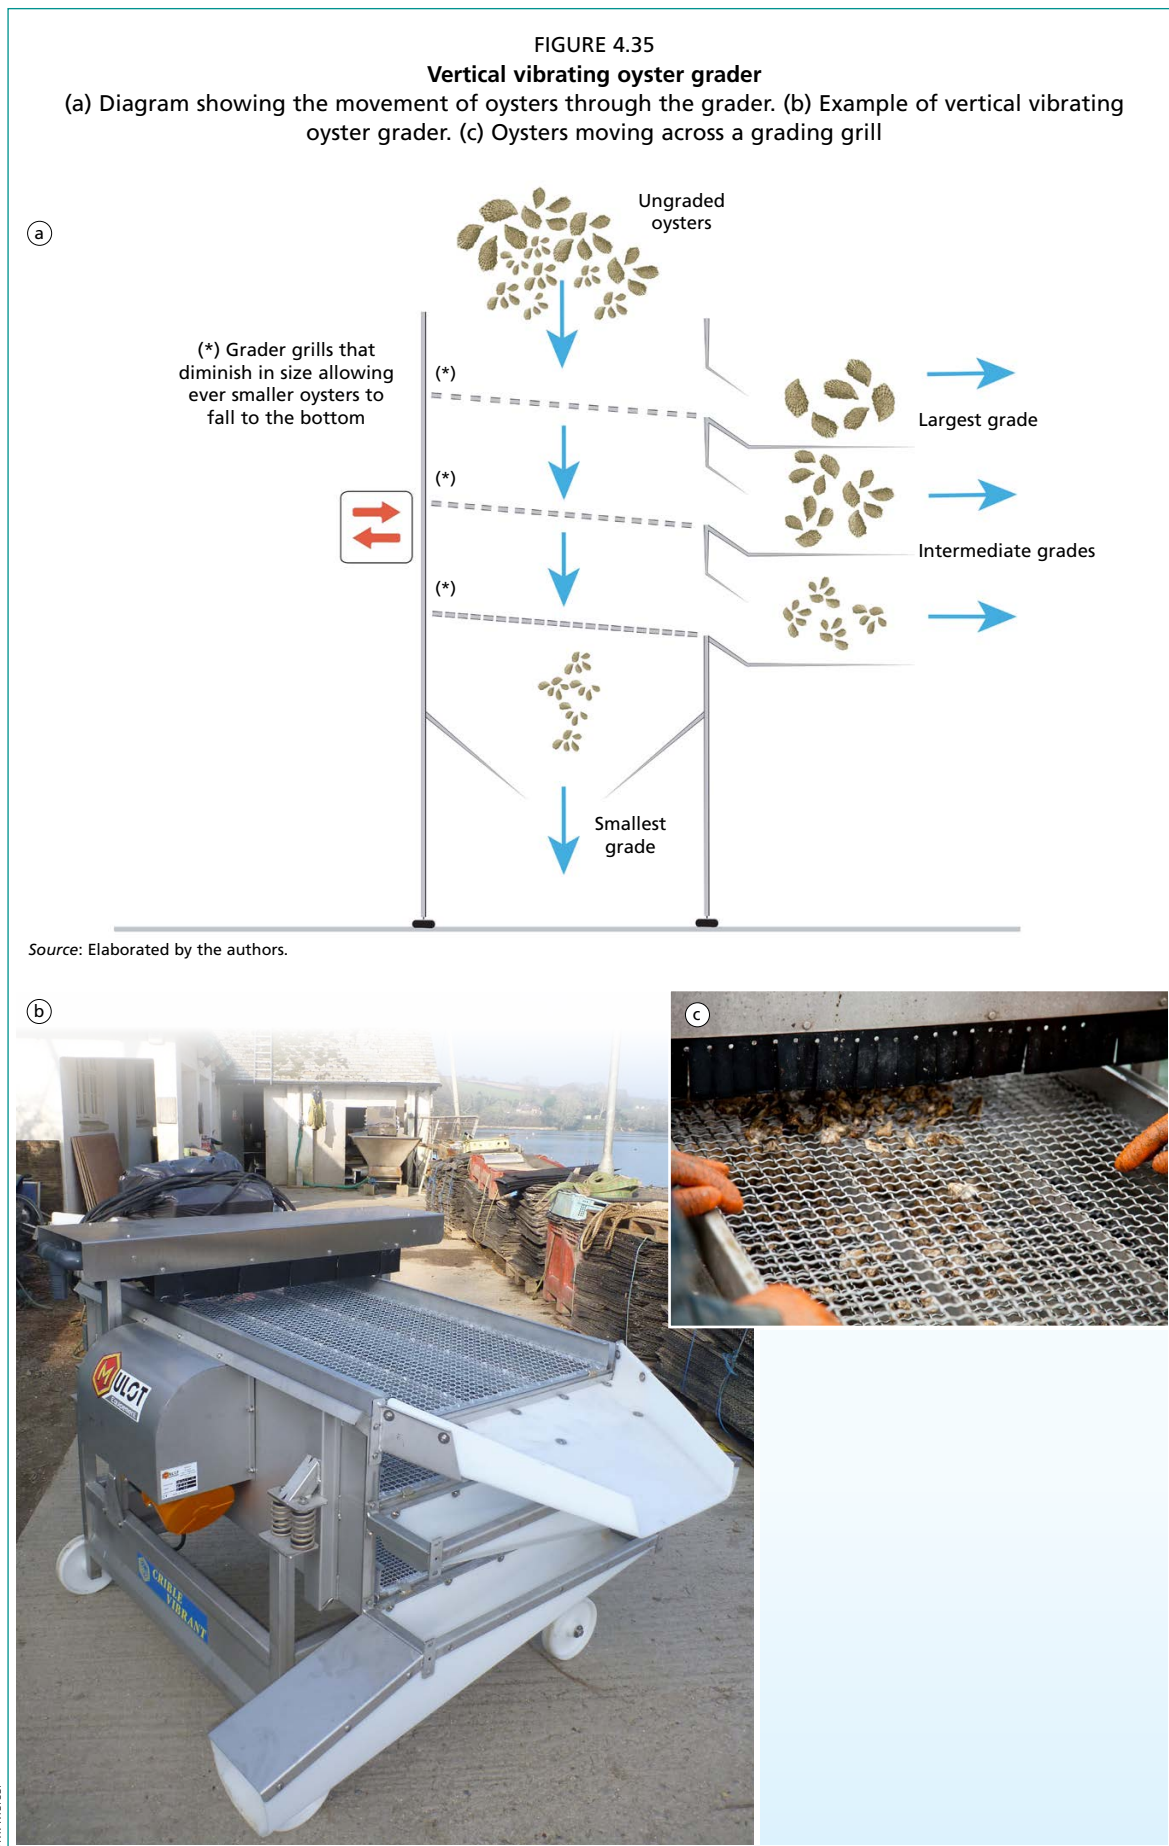 FIGURE 4.35
Vertical vibrating oyster grader
(a) Diagram showing the movement of oysters through the grader. (b) Example of vertical vibrating
oyster grader. (c) Oysters moving across a grading grill
a
Ungraded
oysters
(*) Grader grills that
diminish in size allowing
ever smaller oysters to
fall to the bottom
(*)
Largest grade
(*)
Intermediate grades
(*)
Smallest
grade
Source: Elaborated by the authors.
b
c
MULOT
CRIBLE
VIBRANT